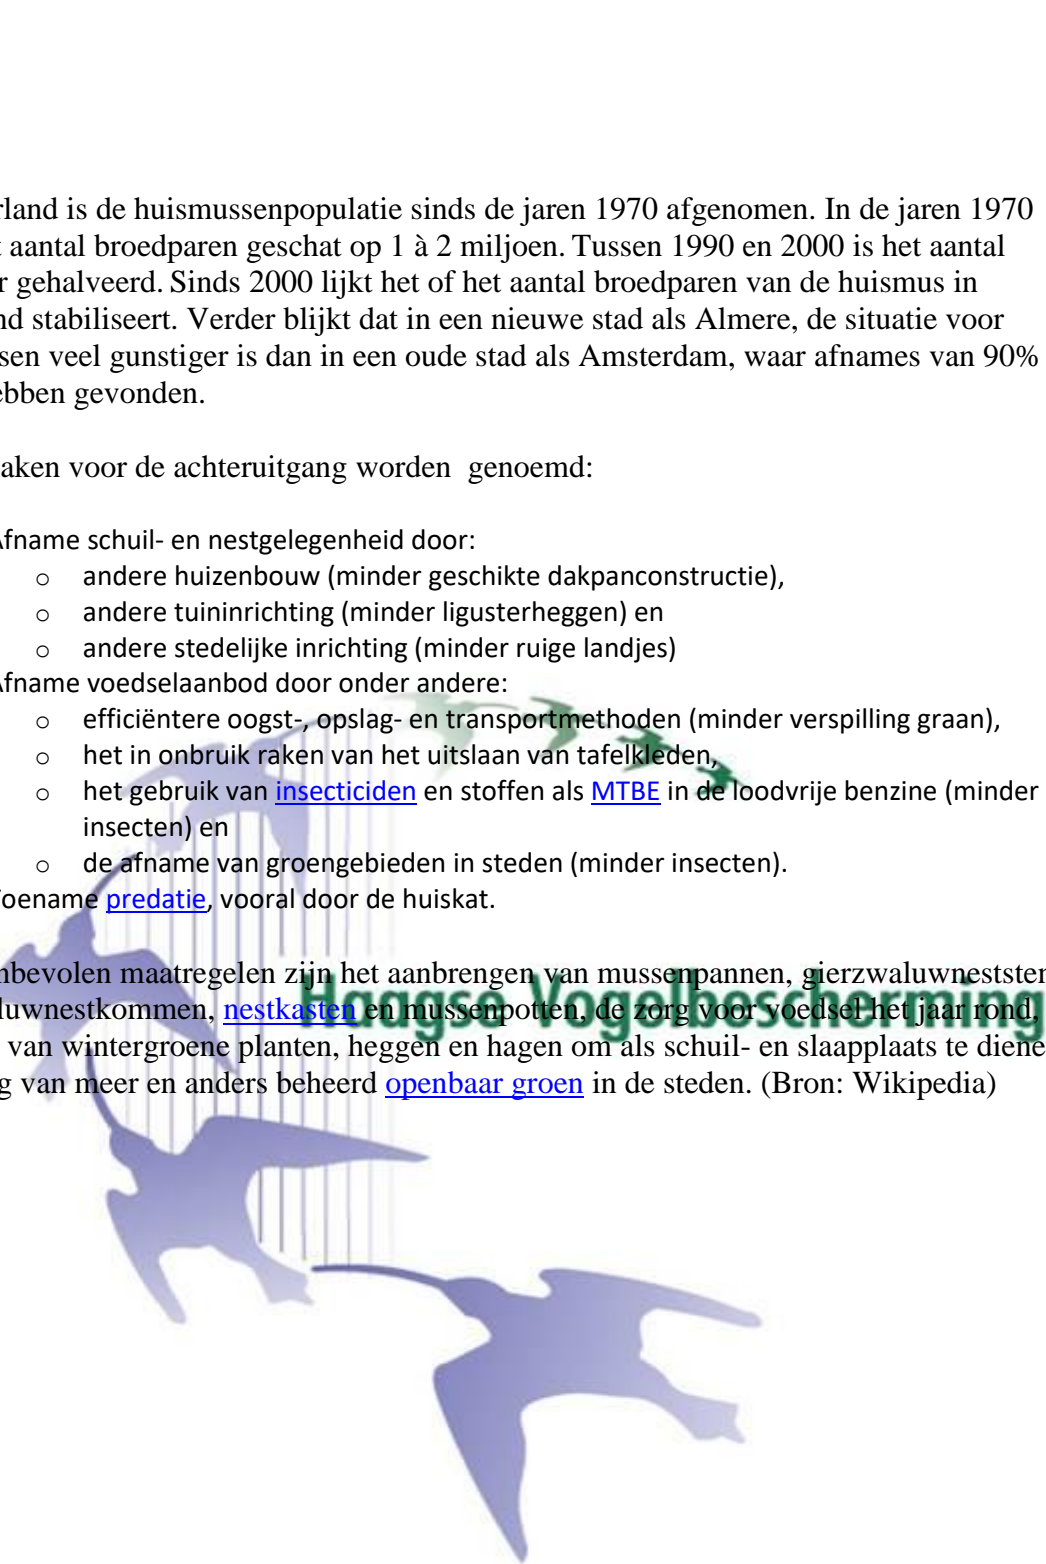 rland is de huismussenpopulatie sinds de jaren 1970 afgenomen. In de jaren 1970
t aantal broedparen geschat op 1 à 2 miljoen. Tussen 1990 en 2000 is het aantal
r gehalveerd. Sinds 2000 lijkt het of het aantal broedparen van de huismus in
nd stabiliseert. Verder blijkt dat in een nieuwe stad als Almere, de situatie voor
sen veel gunstiger is dan in een oude stad als Amsterdam, waar afnames van 90%
ebben gevonden.
aken voor de achteruitgang worden  genoemd:
Afname schuil- en nestgelegenheid door:
o andere huizenbouw (minder geschikte dakpanconstructie),
o andere tuininrichting (minder ligusterheggen) en
o andere stedelijke inrichting (minder ruige landjes)
Afname voedselaanbod door onder andere:
o efficiëntere oogst-, opslag- en transportmethoden (minder verspilling graan),
o het in onbruik raken van het uitslaan van tafelkleden,
o het gebruik van insecticiden en stoffen als MTBE in de loodvrije benzine (minder
insecten) en
o de afname van groengebieden in steden (minder insecten).
Toename predatie, vooral door de huiskat.
nbevolen maatregelen zijn het aanbrengen van mussenpannen, gierzwaluwneststen
luwnestkommen, nestkasten en mussenpotten, de zorg voor voedsel het jaar rond,
van wintergroene planten, heggen en hagen om als schuil- en slaapplaats te diene
g van meer en anders beheerd openbaar groen in de steden. (Bron: Wikipedia)
Haagse Vogelbescherming